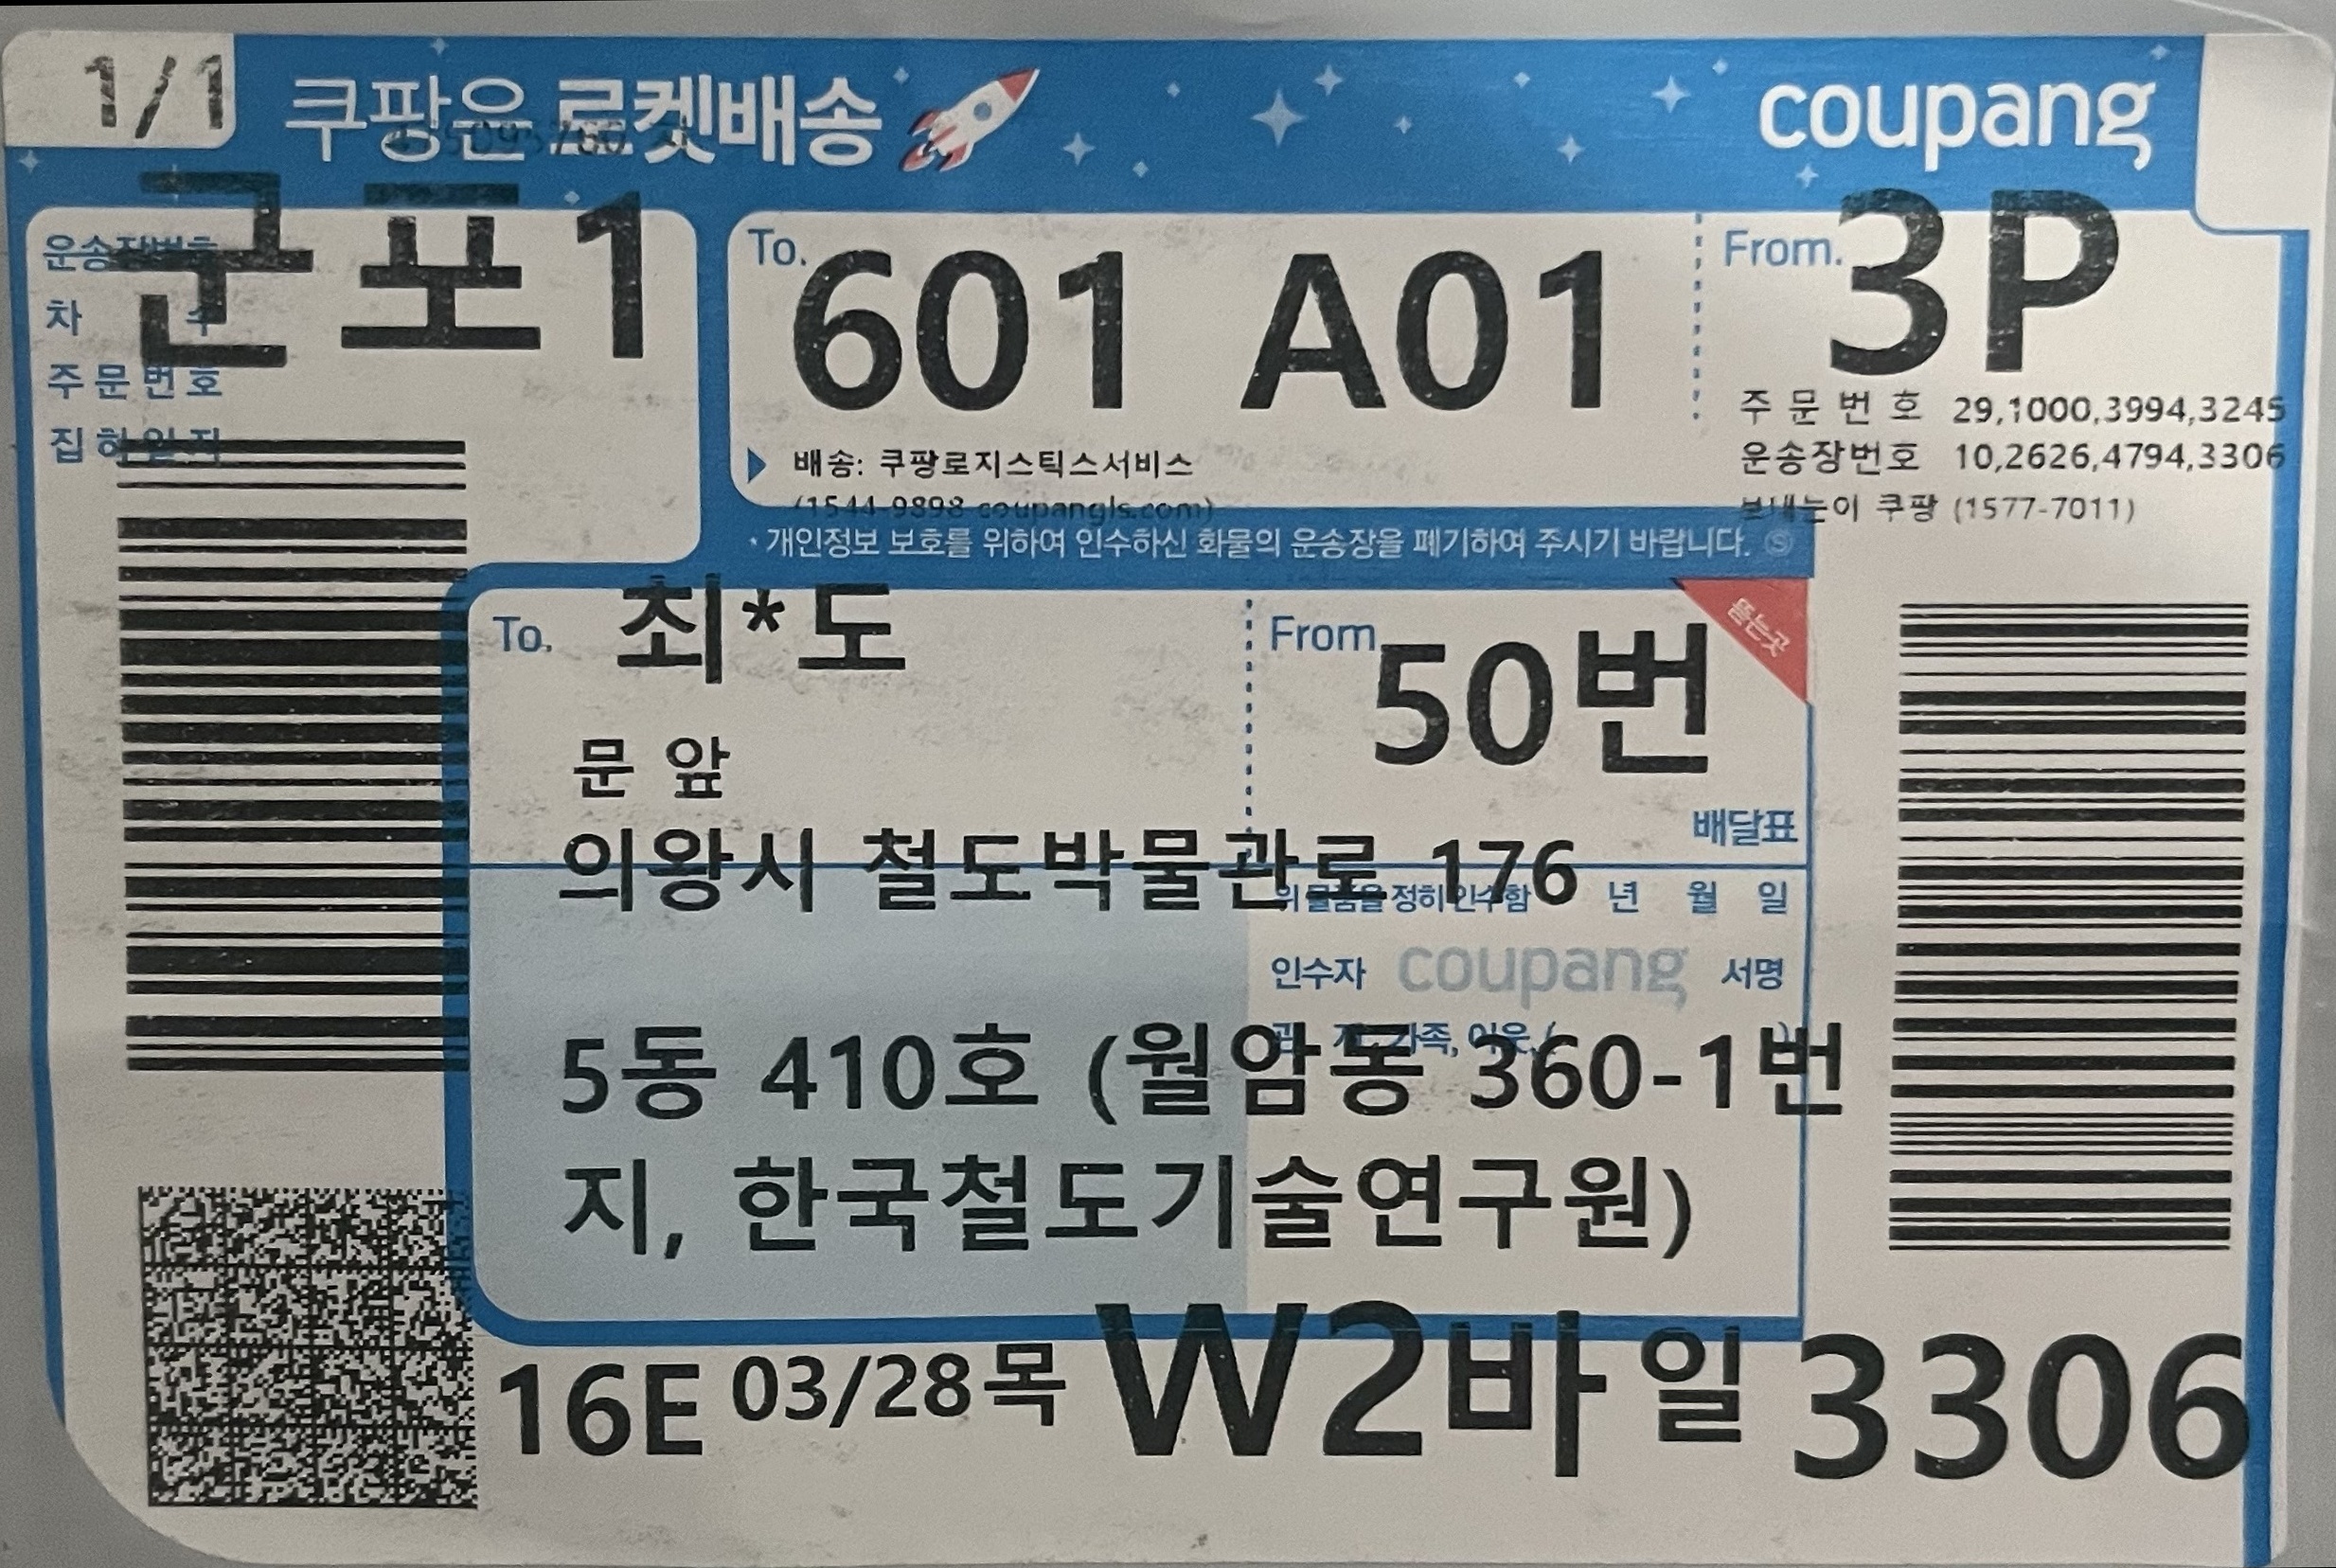 1/1
쿠팡은 로켓배송
coupang
군포1
운송장번호
차 수
주문번호
집하일자
To.
601 A01
배송: 쿠팡로지스틱스서비스
(1544-9898 coupangls.com)
From.
3P
주문번호 29,1000,3994,3245
운송장번호 10,2626,4794,3306
보내는이 쿠팡 (1577-7011)
* 개인정보 보호를 위하여 인수하신 화물의 운송장을 폐기하여 주시기 바랍니다. Ⓢ
To. 최*도
From 50번
뜯는곳
문 앞
배달표
의왕시 철도박물관로 176
위 물품을 정히 인수함 년 월 일
인수자 coupang 서명
관 계: 가족, 이웃, ( )
5동 410호 (월암동 360-1번
지, 한국철도기술연구원)
16E 03/28목 W2바 일 3306